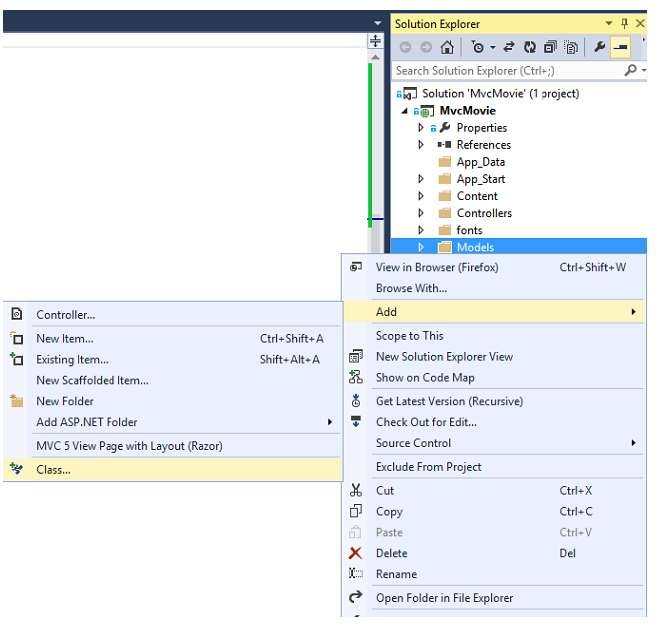 Solution Explorer
Search Solution Explorer (Ctrl+;)
Solution 'MvcMovie' (1 project)
MvcMovie
Properties
References
App_Data
App_Start
Content
Controllers
fonts
Models
View in Browser (Firefox) Ctrl+Shift+W
Browse With...
Add
Scope to This
New Solution Explorer View
Show on Code Map
Get Latest Version (Recursive)
Check Out for Edit...
Source Control
Exclude From Project
Cut Ctrl+X
Copy Ctrl+C
Paste Ctrl+V
Delete Del
Rename
Open Folder in File Explorer
Controller...
New Item... Ctrl+Shift+A
Existing Item... Shift+Alt+A
New Scaffolded Item...
New Folder
Add ASP.NET Folder
MVC 5 View Page with Layout (Razor)
Class...